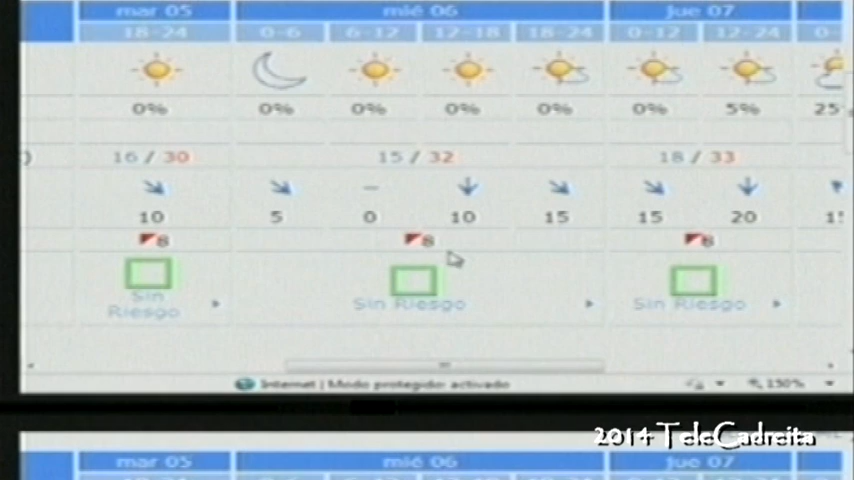 mar 05 mié 06 jue 07
18-24 0-6 6-12 12-18 18-24 0-12 12-24 0-
0% 0% 0% 0% 0% 0% 5% 25
) 16 / 30 15 / 32 18 / 33
10 5 0 10 15 15 20 15
8 8 8
Sin Riesgo Sin Riesgo Sin Riesgo
Internet | Modo protegido: activado 150%
2014 TeleCadreita
mar 05 mié 06 jue 07